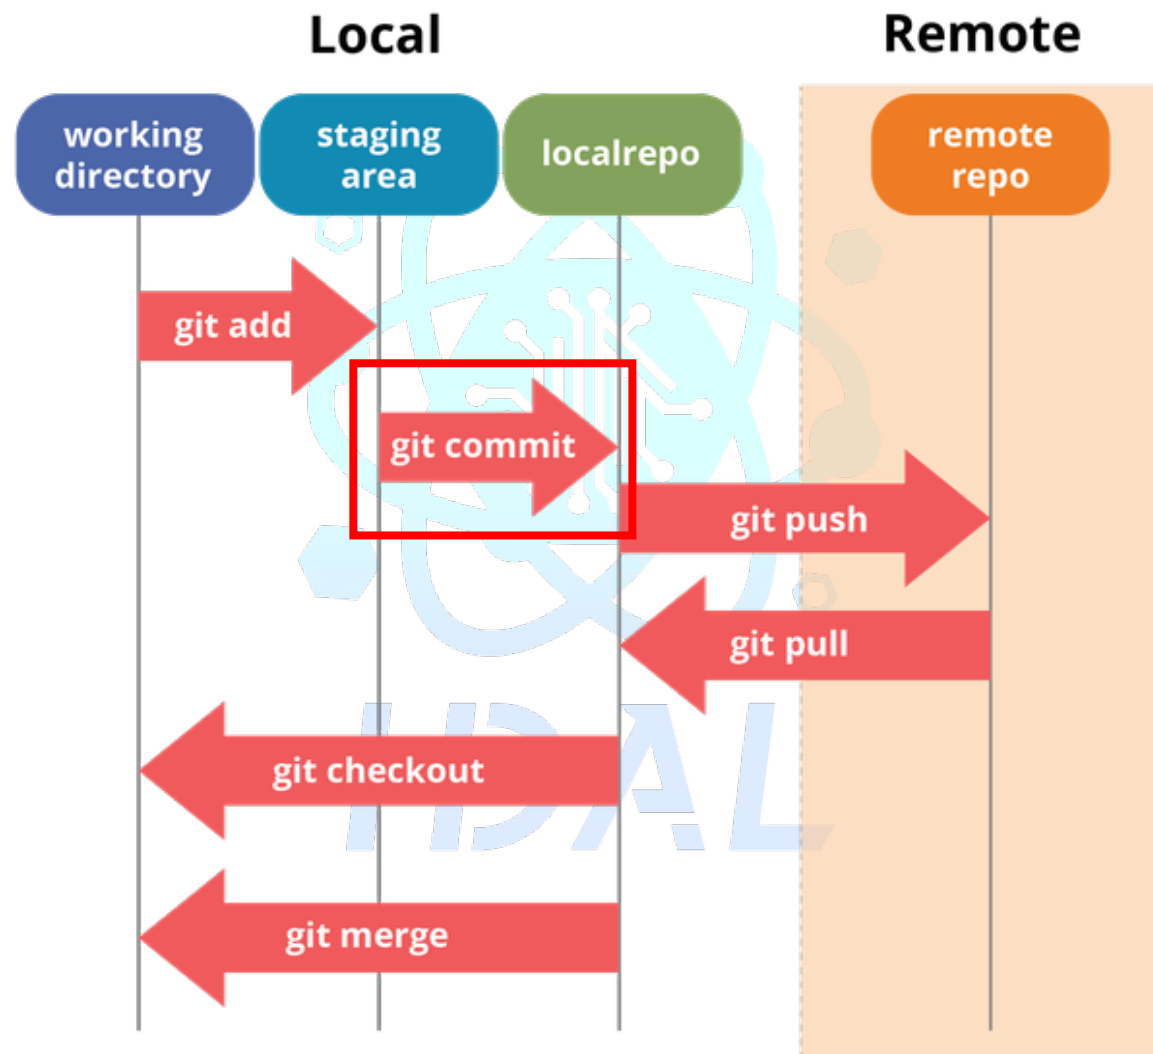 Local
Remote
working
directory
staging
area
localrepo
remote
repo
git add
git commit
git push
git pull
git checkout
git merge
IDAL